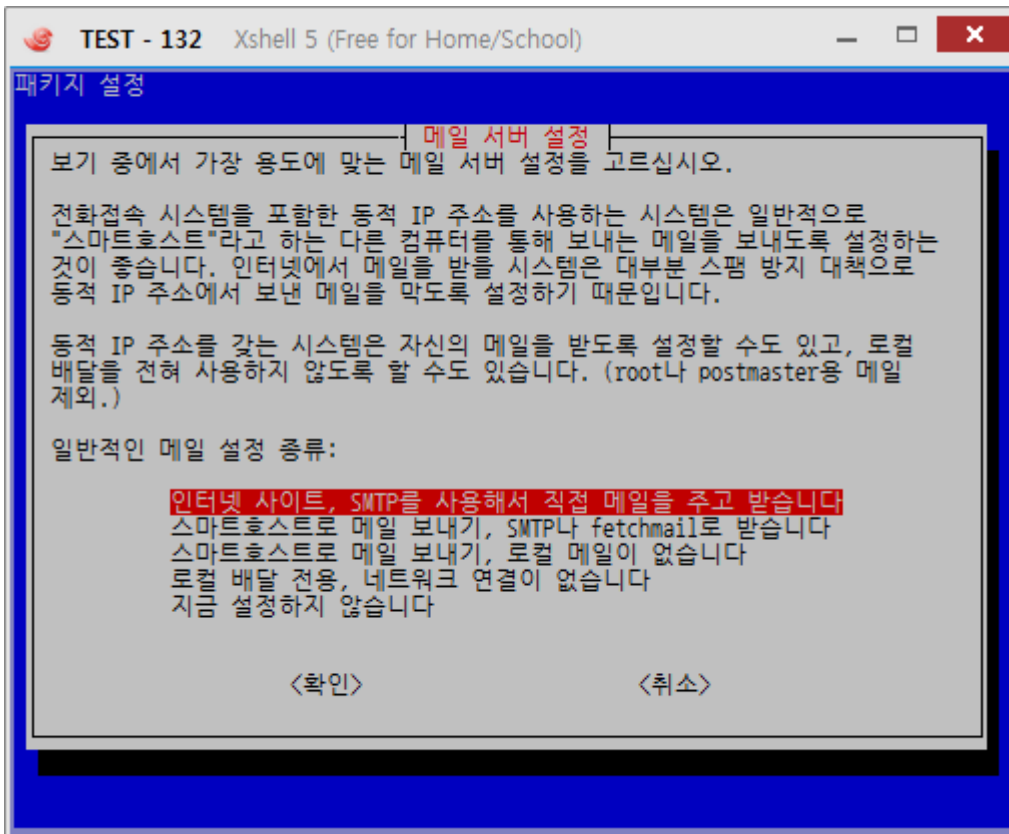 TEST - 132 Xshell 5 (Free for Home/School)
패키지 설정
메일 서버 설정
보기 중에서 가장 용도에 맞는 메일 서버 설정을 고르십시오.
전화접속 시스템을 포함한 동적 IP 주소를 사용하는 시스템은 일반적으로
"스마트호스트"라고 하는 다른 컴퓨터를 통해 보내는 메일을 보내도록 설정하는
것이 좋습니다. 인터넷에서 메일을 받을 시스템은 대부분 스팸 방지 대책으로
동적 IP 주소에서 보낸 메일을 막도록 설정하기 때문입니다.
동적 IP 주소를 갖는 시스템은 자신의 메일을 받도록 설정할 수도 있고, 로컬
배달을 전혀 사용하지 않도록 할 수도 있습니다. (root나 postmaster용 메일
제외.)
일반적인 메일 설정 종류:
인터넷 사이트, SMTP를 사용해서 직접 메일을 주고 받습니다
스마트호스트로 메일 보내기, SMTP나 fetchmail로 받습니다
스마트호스트로 메일 보내기, 로컬 메일이 없습니다
로컬 배달 전용, 네트워크 연결이 없습니다
지금 설정하지 않습니다
<확인> <취소>